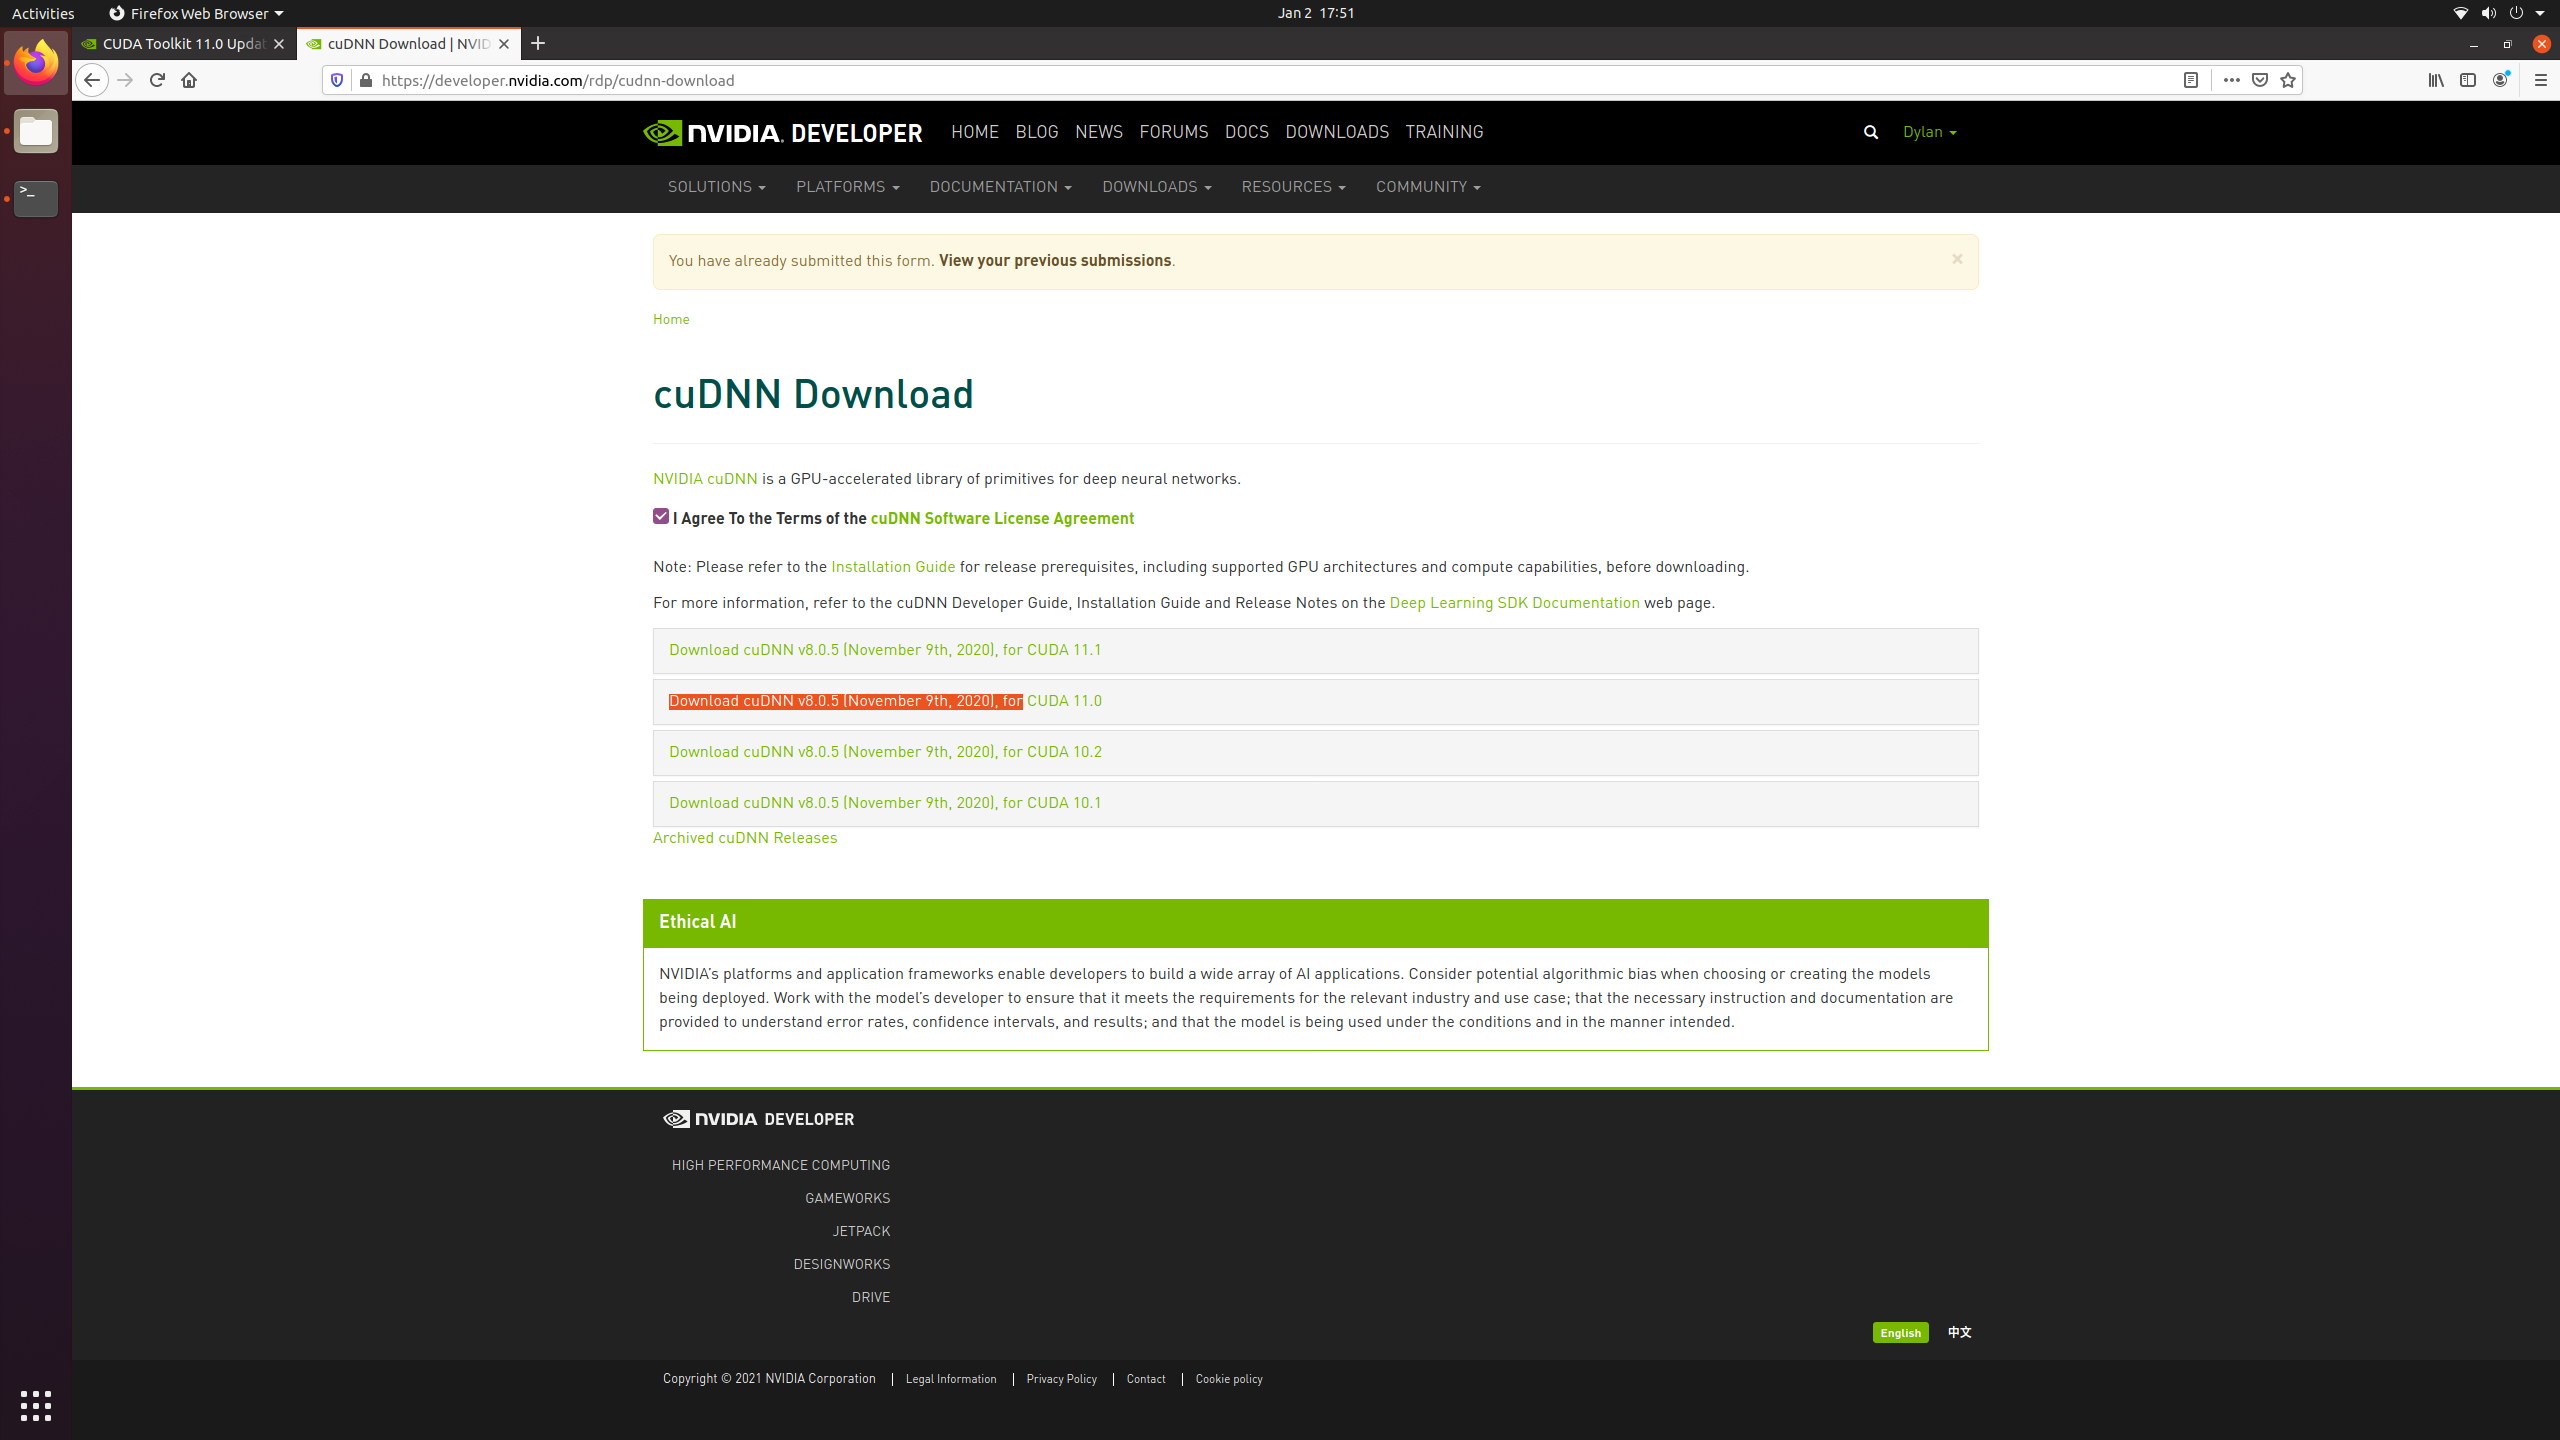 Activities
Firefox Web Browser
Jan 2 17:51
CUDA Toolkit 11.0 Updat
cuDNN Download | NVID
https://developer.nvidia.com/rdp/cudnn-download
NVIDIA. DEVELOPER
HOME BLOG NEWS FORUMS DOCS DOWNLOADS TRAINING
Dylan
SOLUTIONS PLATFORMS DOCUMENTATION DOWNLOADS RESOURCES COMMUNITY
You have already submitted this form. View your previous submissions.
×
Home
cuDNN Download
NVIDIA cuDNN is a GPU-accelerated library of primitives for deep neural networks.
I Agree To the Terms of the cuDNN Software License Agreement
Note: Please refer to the Installation Guide for release prerequisites, including supported GPU architectures and compute capabilities, before downloading.
For more information, refer to the cuDNN Developer Guide, Installation Guide and Release Notes on the Deep Learning SDK Documentation web page.
Download cuDNN v8.0.5 (November 9th, 2020), for CUDA 11.1
Download cuDNN v8.0.5 (November 9th, 2020), for CUDA 11.0
Download cuDNN v8.0.5 (November 9th, 2020), for CUDA 10.2
Download cuDNN v8.0.5 (November 9th, 2020), for CUDA 10.1
Archived cuDNN Releases
Ethical AI
NVIDIA’s platforms and application frameworks enable developers to build a wide array of AI applications. Consider potential algorithmic bias when choosing or creating the models
being deployed. Work with the model’s developer to ensure that it meets the requirements for the relevant industry and use case; that the necessary instruction and documentation are
provided to understand error rates, confidence intervals, and results; and that the model is being used under the conditions and in the manner intended.
NVIDIA DEVELOPER
HIGH PERFORMANCE COMPUTING
GAMEWORKS
JETPACK
DESIGNWORKS
DRIVE
English 中文
Copyright © 2021 NVIDIA Corporation | Legal Information | Privacy Policy | Contact | Cookie policy